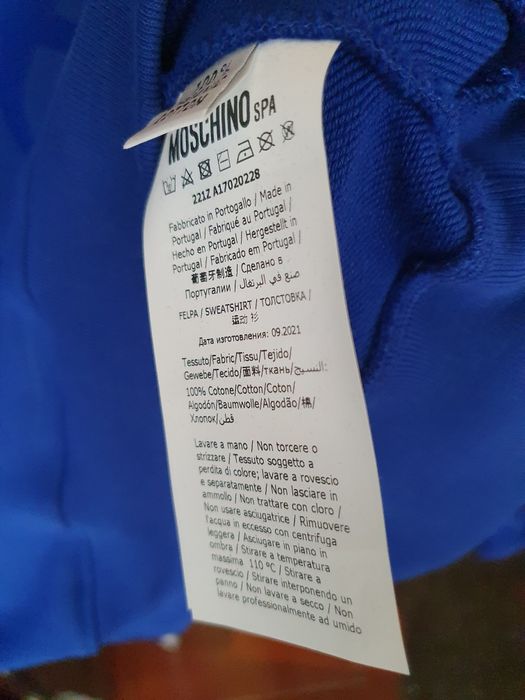 100%
MOSCHINO SPA
221Z A17020228
Fabbricato in Portogallo / Made in
Portugal / Fabriqué au Portugal /
Hecho en Portugal / Hergestellt in
Portugal / Fabricado em Portugal /
葡萄牙制造 / Сделано в
Португалии / صنع في البرتغال
FELPA / SWEATSHIRT / ТОЛСТОВКА /
运动 衫
Дата изготовления: 09.2021
Tessuto/Fabric/Tissu/Tejido/
Gewebe/Tecido/面料/ткань/النسيج:
100% Cotone/Cotton/Coton/
Algodón/Baumwolle/Algodão/棉/
Хлопок/قطن
Lavare a mano / Non torcere o
strizzare / Tessuto soggetto a
perdita di colore; lavare a rovescio
e separatamente / Non lasciare in
ammollo / Non trattare con cloro /
Non usare asciugatrice / Rimuovere
l'acqua in eccesso con centrifuga
leggera / Asciugare in piano in
ombra / Stirare a temperatura
massima 110 °C / Stirare a
rovescio / Stirare interponendo un
panno / Non lavare a secco / Non
lavare professionalmente ad umido